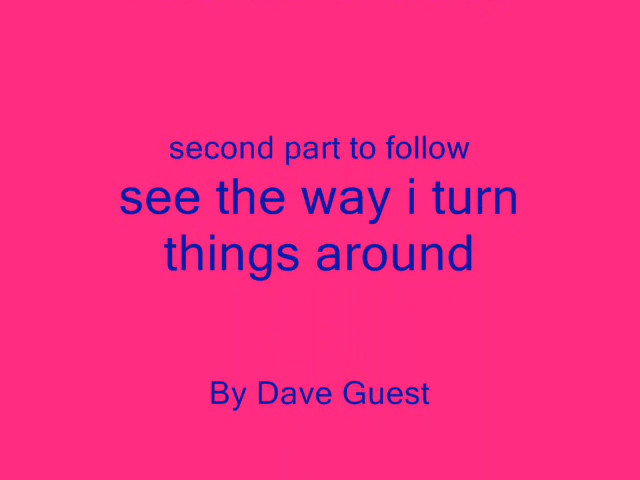 second part to follow
see the way i turn
things around
By Dave Guest